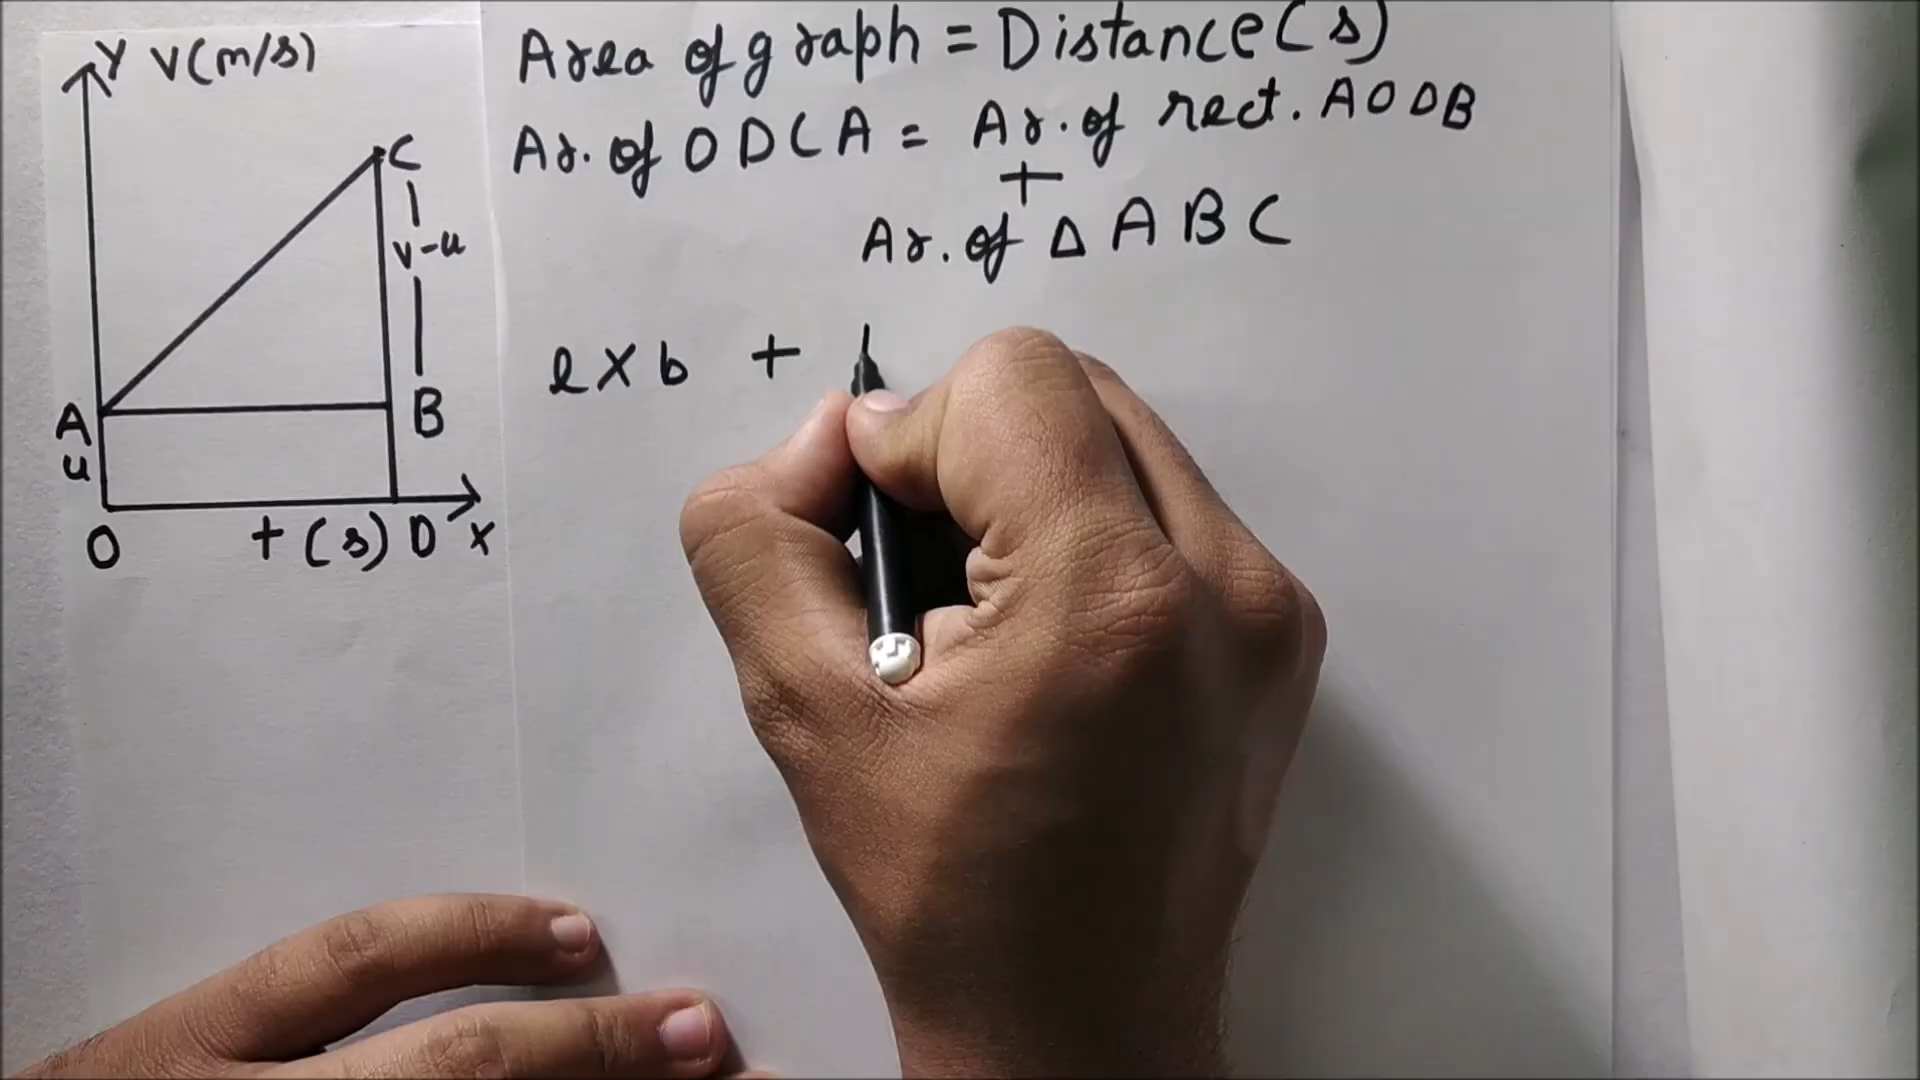 Y V(m/s)
C
v-u
A
B
u
O
t (s) D X
Area of graph = Distance(s)
Ar. of ODCA = Ar. of rect. AODB
+
Ar. of Δ ABC
l × b +